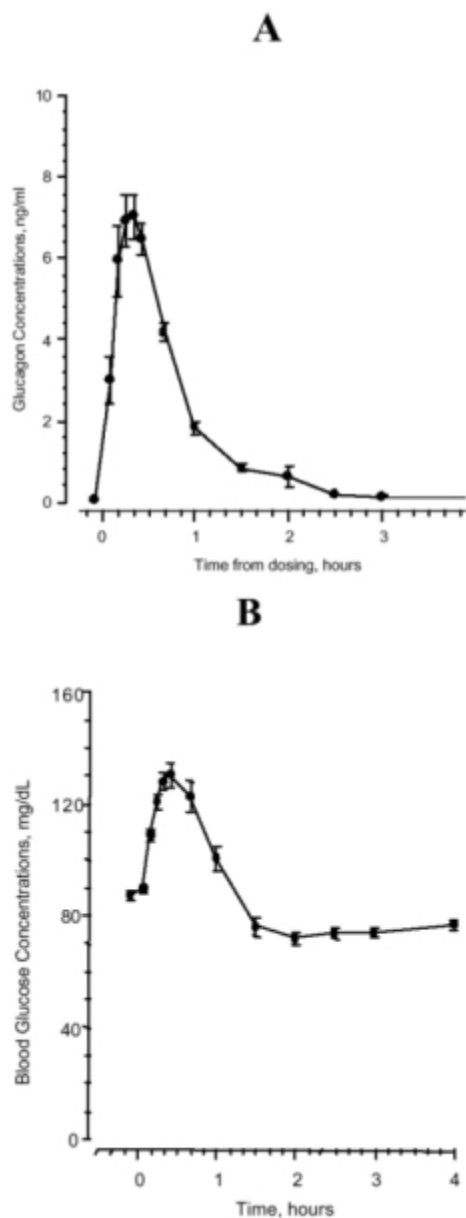 A
Glucagon Concentrations, ng/ml
10
8
6
4
2
0
0 1 2 3
Time from dosing, hours
B
Blood Glucose Concentrations, mg/dL
160
120
80
40
0
0 1 2 3 4
Time, hours